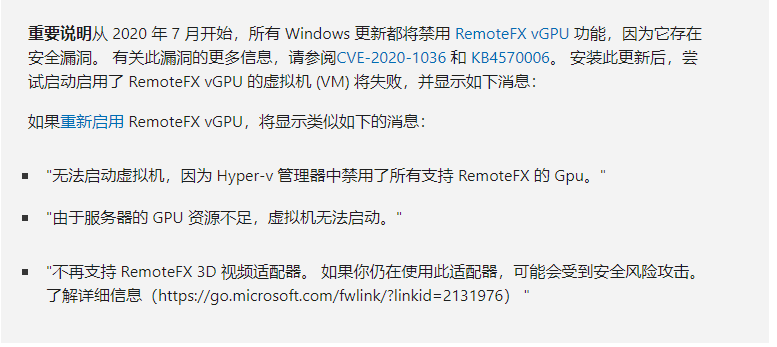 重要说明从 2020 年 7 月开始，所有 Windows 更新都将禁用 RemoteFX vGPU 功能，因为它存在
安全漏洞。 有关此漏洞的更多信息，请参阅CVE-2020-1036 和 KB4570006。 安装此更新后，尝
试启动启用了 RemoteFX vGPU 的虚拟机 (VM) 将失败，并显示如下消息：
如果重新启用 RemoteFX vGPU，将显示类似如下的消息：
"无法启动虚拟机，因为 Hyper-v 管理器中禁用了所有支持 RemoteFX 的 Gpu。"
"由于服务器的 GPU 资源不足，虚拟机无法启动。"
"不再支持 RemoteFX 3D 视频适配器。 如果你仍在使用此适配器，可能会受到安全风险攻击。
了解详细信息（https://go.microsoft.com/fwlink/?linkid=2131976） "